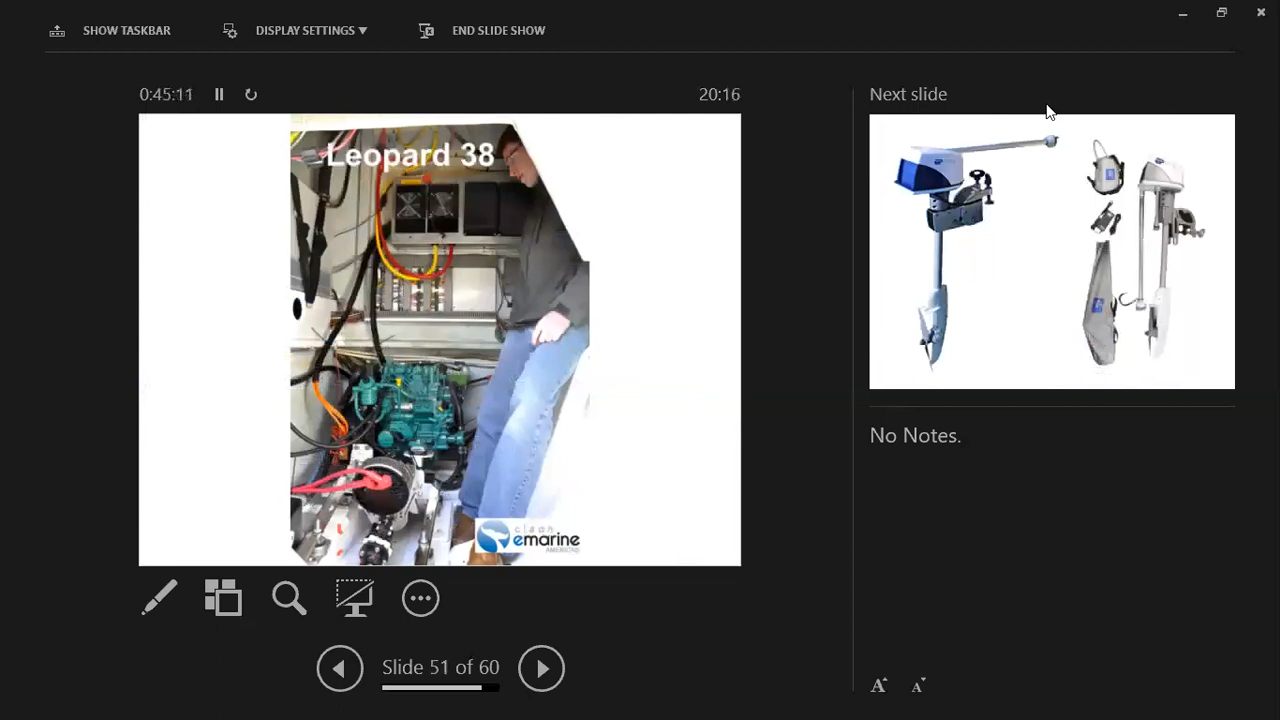 SHOW TASKBAR
DISPLAY SETTINGS ▼
END SLIDE SHOW
0:45:11
20:16
Next slide
Leopard 38
clean
emarine
AMERICAS
No Notes.
Slide 51 of 60
A A